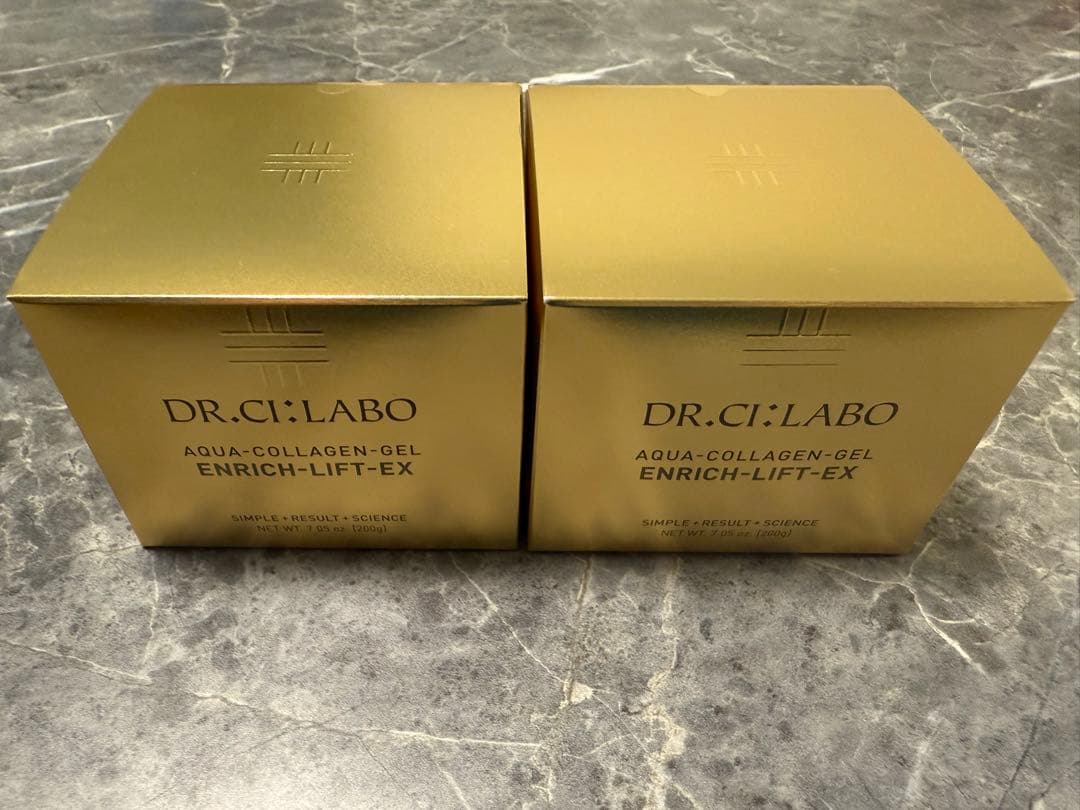 DR.CI:LABO
AQUA-COLLAGEN-GEL
ENRICH-LIFT-EX
SIMPLE + RESULT + SCIENCE
NET WT. 7.05 oz. [200g]
DR.CI:LABO
AQUA-COLLAGEN-GEL
ENRICH-LIFT-EX
SIMPLE + RESULT + SCIENCE
NET WT. 7.05 oz. [200g]